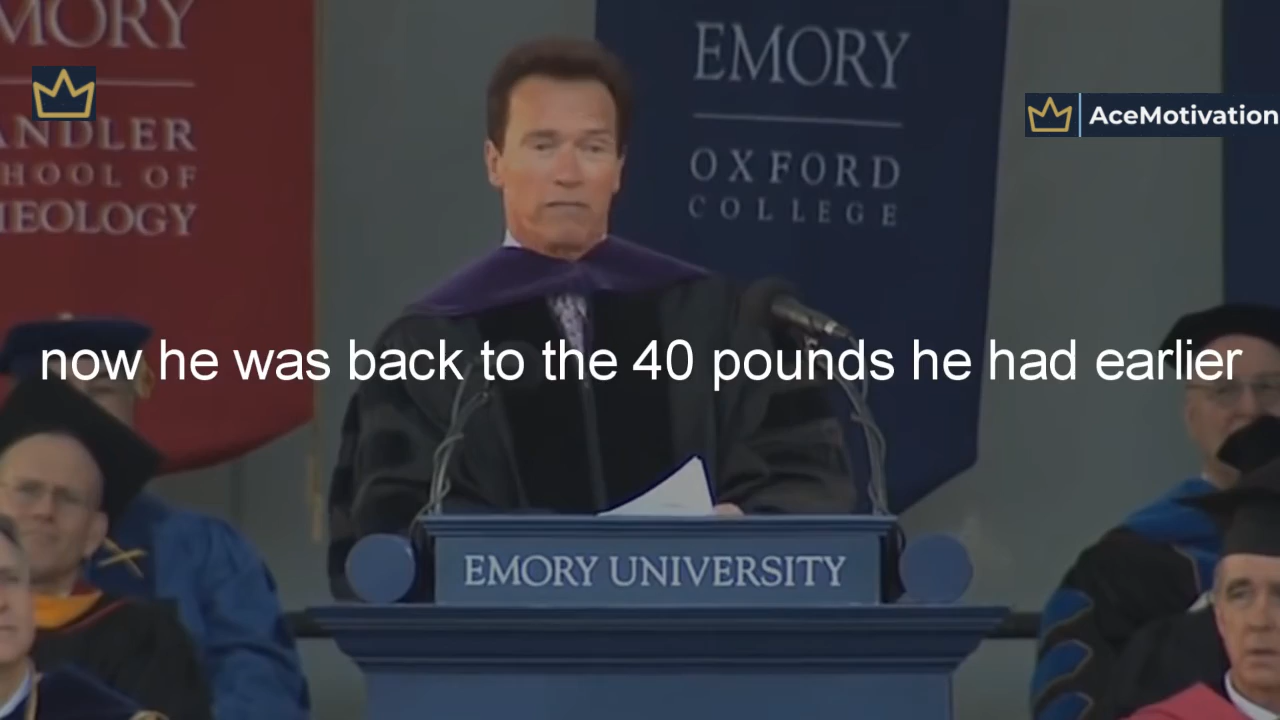 MORY
ANDLER
HOOL OF
EOLOGY
EMORY
OXFORD
COLLEGE
AceMotivation
now he was back to the 40 pounds he had earlier
EMORY UNIVERSITY